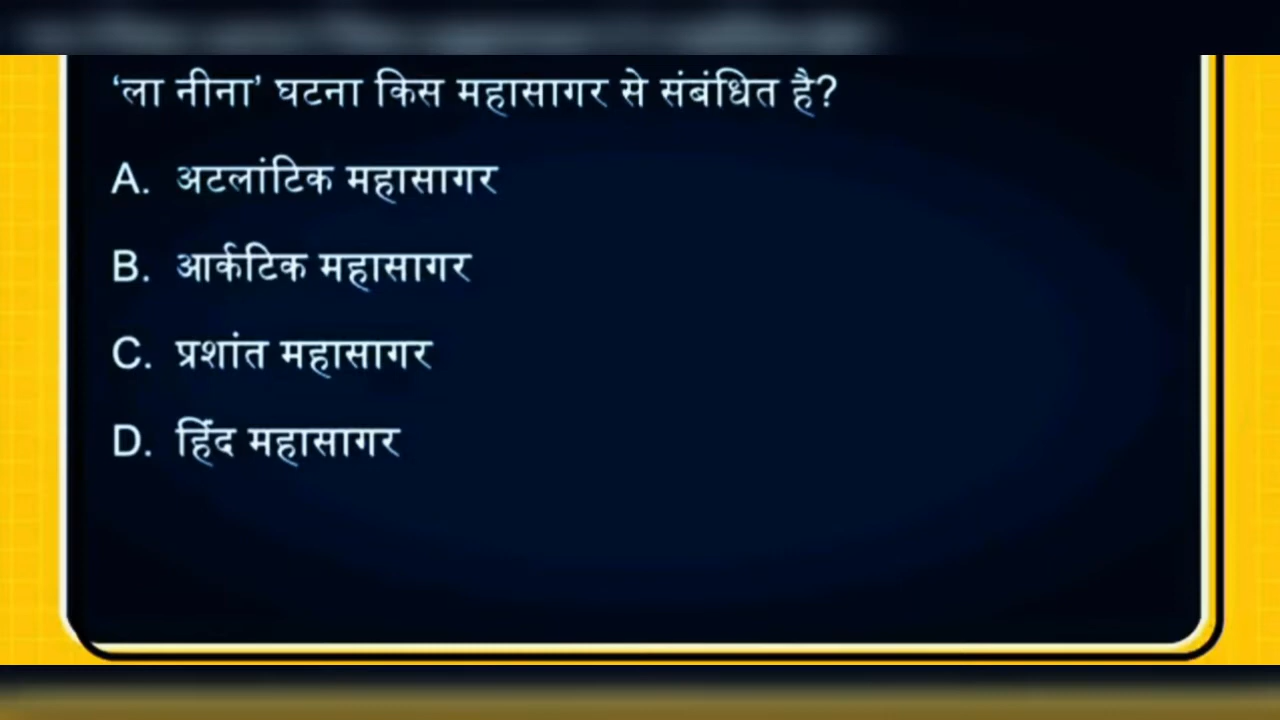 ‘ला नीना’ घटना किस महासागर से संबंधित है?
A. अटलांटिक महासागर
B. आर्कटिक महासागर
C. प्रशांत महासागर
D. हिंद महासागर